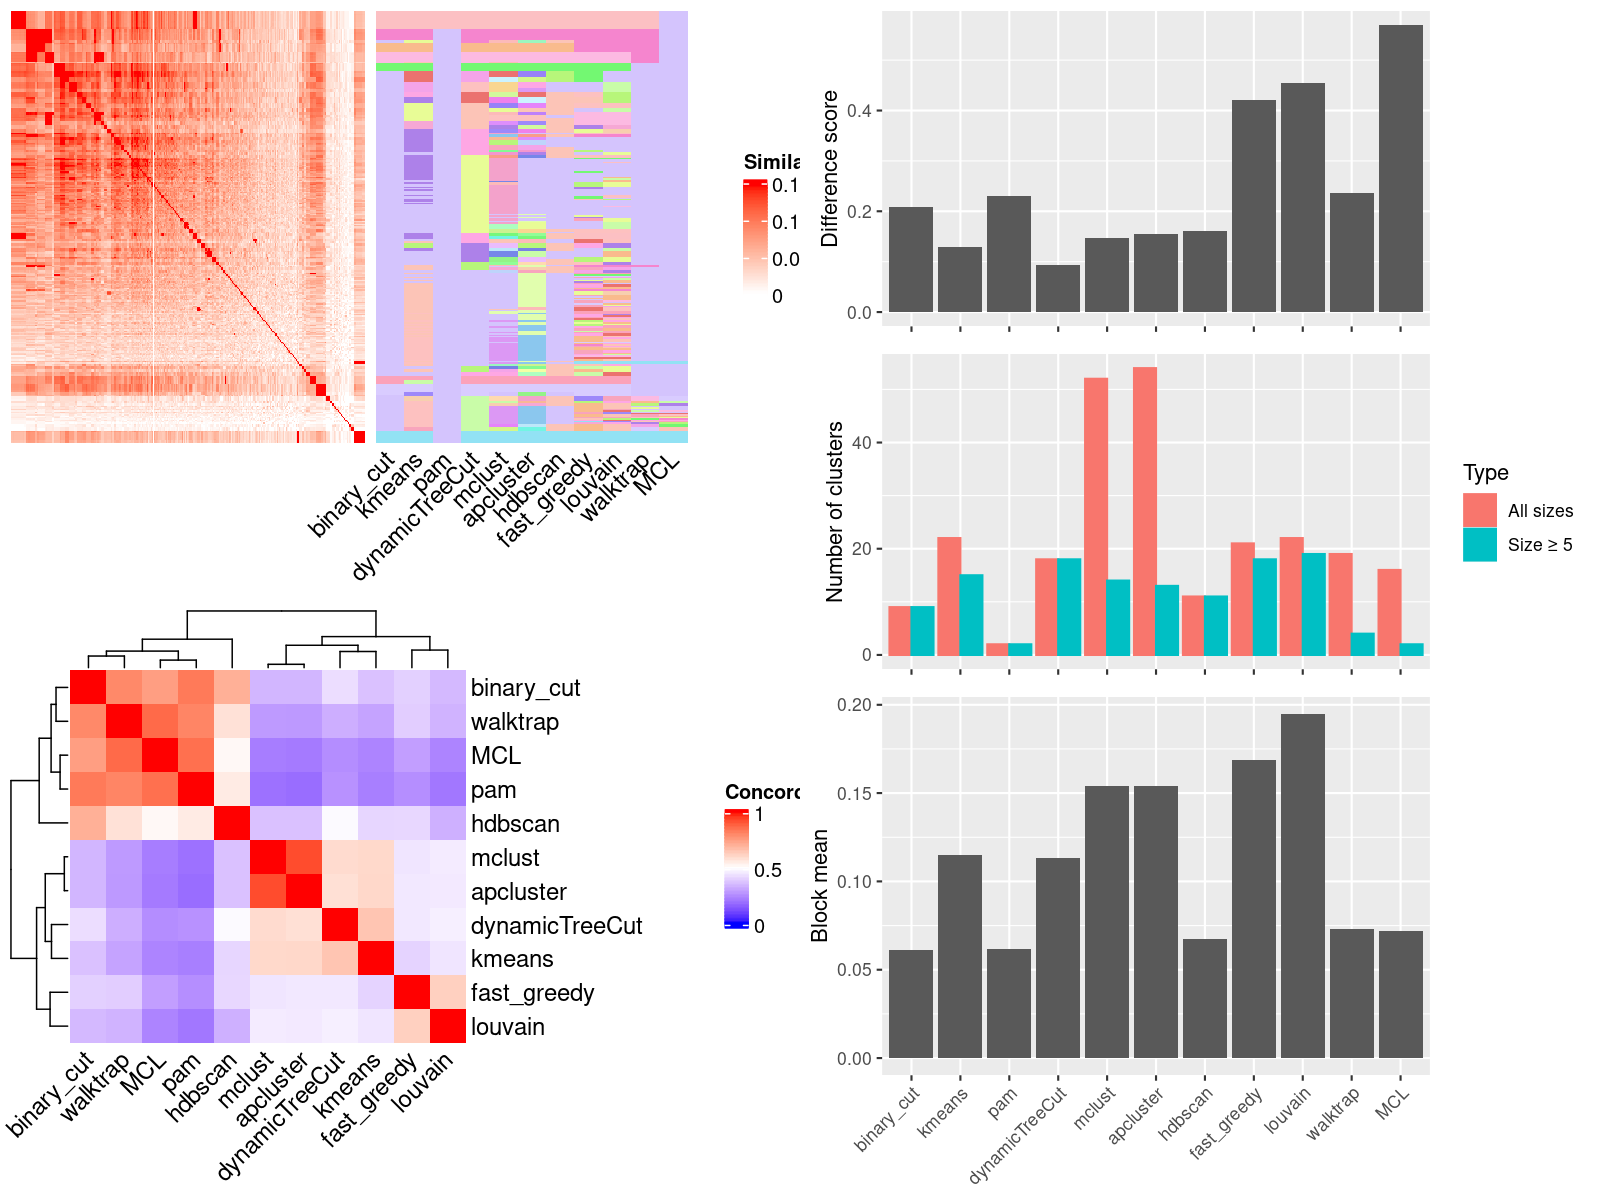 Simila
0.1
0.1
0.0
0
binary_cut
kmeans
pam
dynamicTreeCut
mclust
apcluster
hdbscan
fast_greedy
louvain
walktrap
MCL
binary_cut
walktrap
MCL
pam
hdbscan
mclust
apcluster
dynamicTreeCut
kmeans
fast_greedy
louvain
binary_cut
walktrap
MCL
pam
hdbscan
mclust
apcluster
dynamicTreeCut
kmeans
fast_greedy
louvain
Concord
1
0.5
0
Difference score
0.4
0.2
0.0
Number of clusters
40
20
0
Type
All sizes
Size ≥ 5
Block mean
0.20
0.15
0.10
0.05
0.00
binary_cut
kmeans
pam
dynamicTreeCut
mclust
apcluster
hdbscan
fast_greedy
louvain
walktrap
MCL